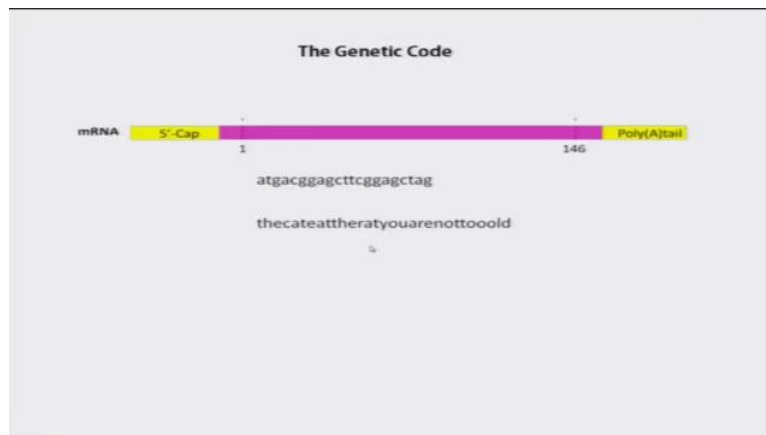 The Genetic Code
mRNA 5'-Cap Poly(A)tail
1 146
atgacggagcttcggagctag
thecateattheratyouarenottooold